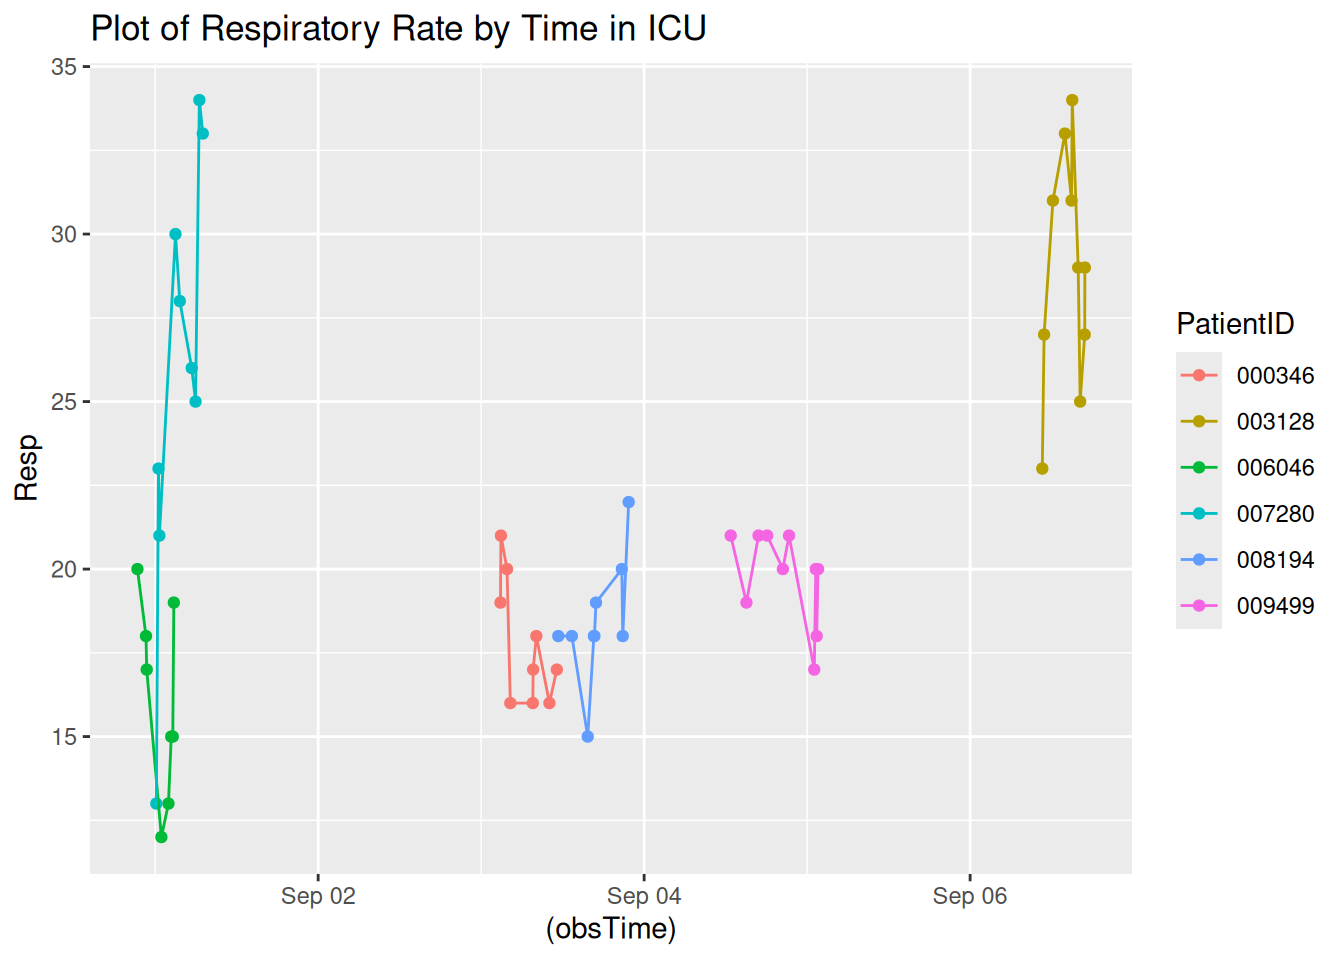 Plot of Respiratory Rate by Time in ICU
35
30
25
20
15
Resp
Sep 02
Sep 04
Sep 06
(obsTime)
PatientID
000346
003128
006046
007280
008194
009499